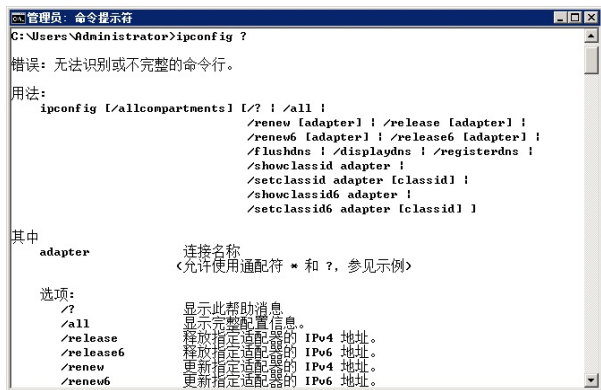 管理员: 命令提示符
C:\Users\Administrator>ipconfig ?
错误: 无法识别或不完整的命令行。
用法:
ipconfig [/allcompartments] [/? | /all |
/renew [adapter] | /release [adapter] |
/renew6 [adapter] | /release6 [adapter] |
/flushdns | /displaydns | /registerdns |
/showclassid adapter |
/setclassid adapter [classid] |
/showclassid6 adapter |
/setclassid6 adapter [classid] ]
其中
adapter 连接名称
(允许使用通配符 * 和 ?, 参见示例)
选项:
/? 显示此帮助消息
/all 显示完整配置信息。
/release 释放指定适配器的 IPv4 地址。
/release6 释放指定适配器的 IPv6 地址。
/renew 更新指定适配器的 IPv4 地址。
/renew6 更新指定适配器的 IPv6 地址。